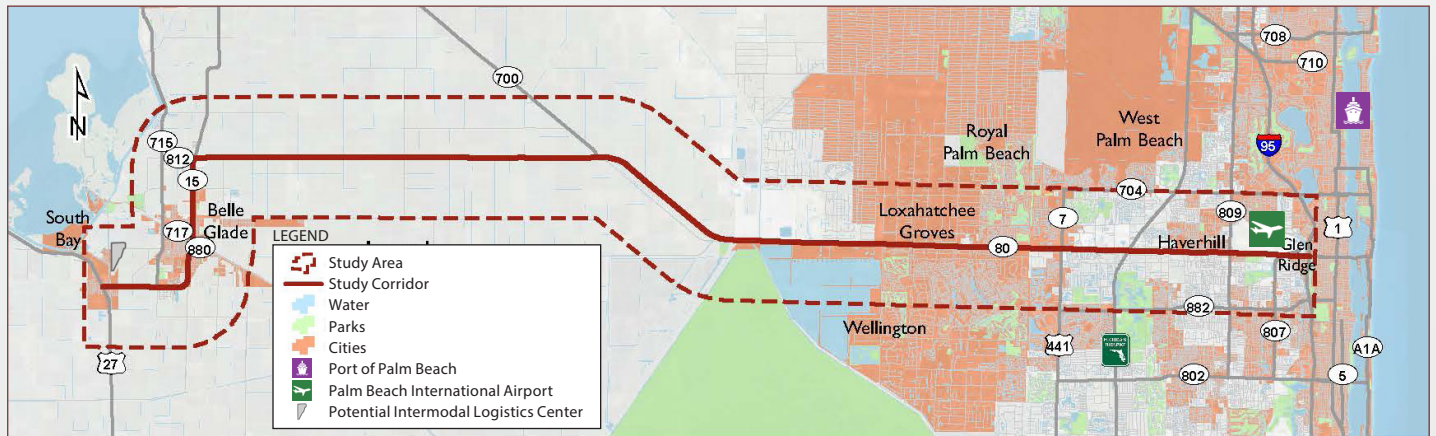 708
710
700
West
Palm Beach
Royal
Palm Beach
95
715
812
15
704
South
Bay
Belle
Glade
717
880
Loxahatchee
Groves
7
809
1
80
Haverhill
Glen
Ridge
N
LEGEND
Study Area
Study Corridor
Water
Parks
Cities
Port of Palm Beach
Palm Beach International Airport
Potential Intermodal Logistics Center
882
Wellington
807
441
A1A
27
802
5